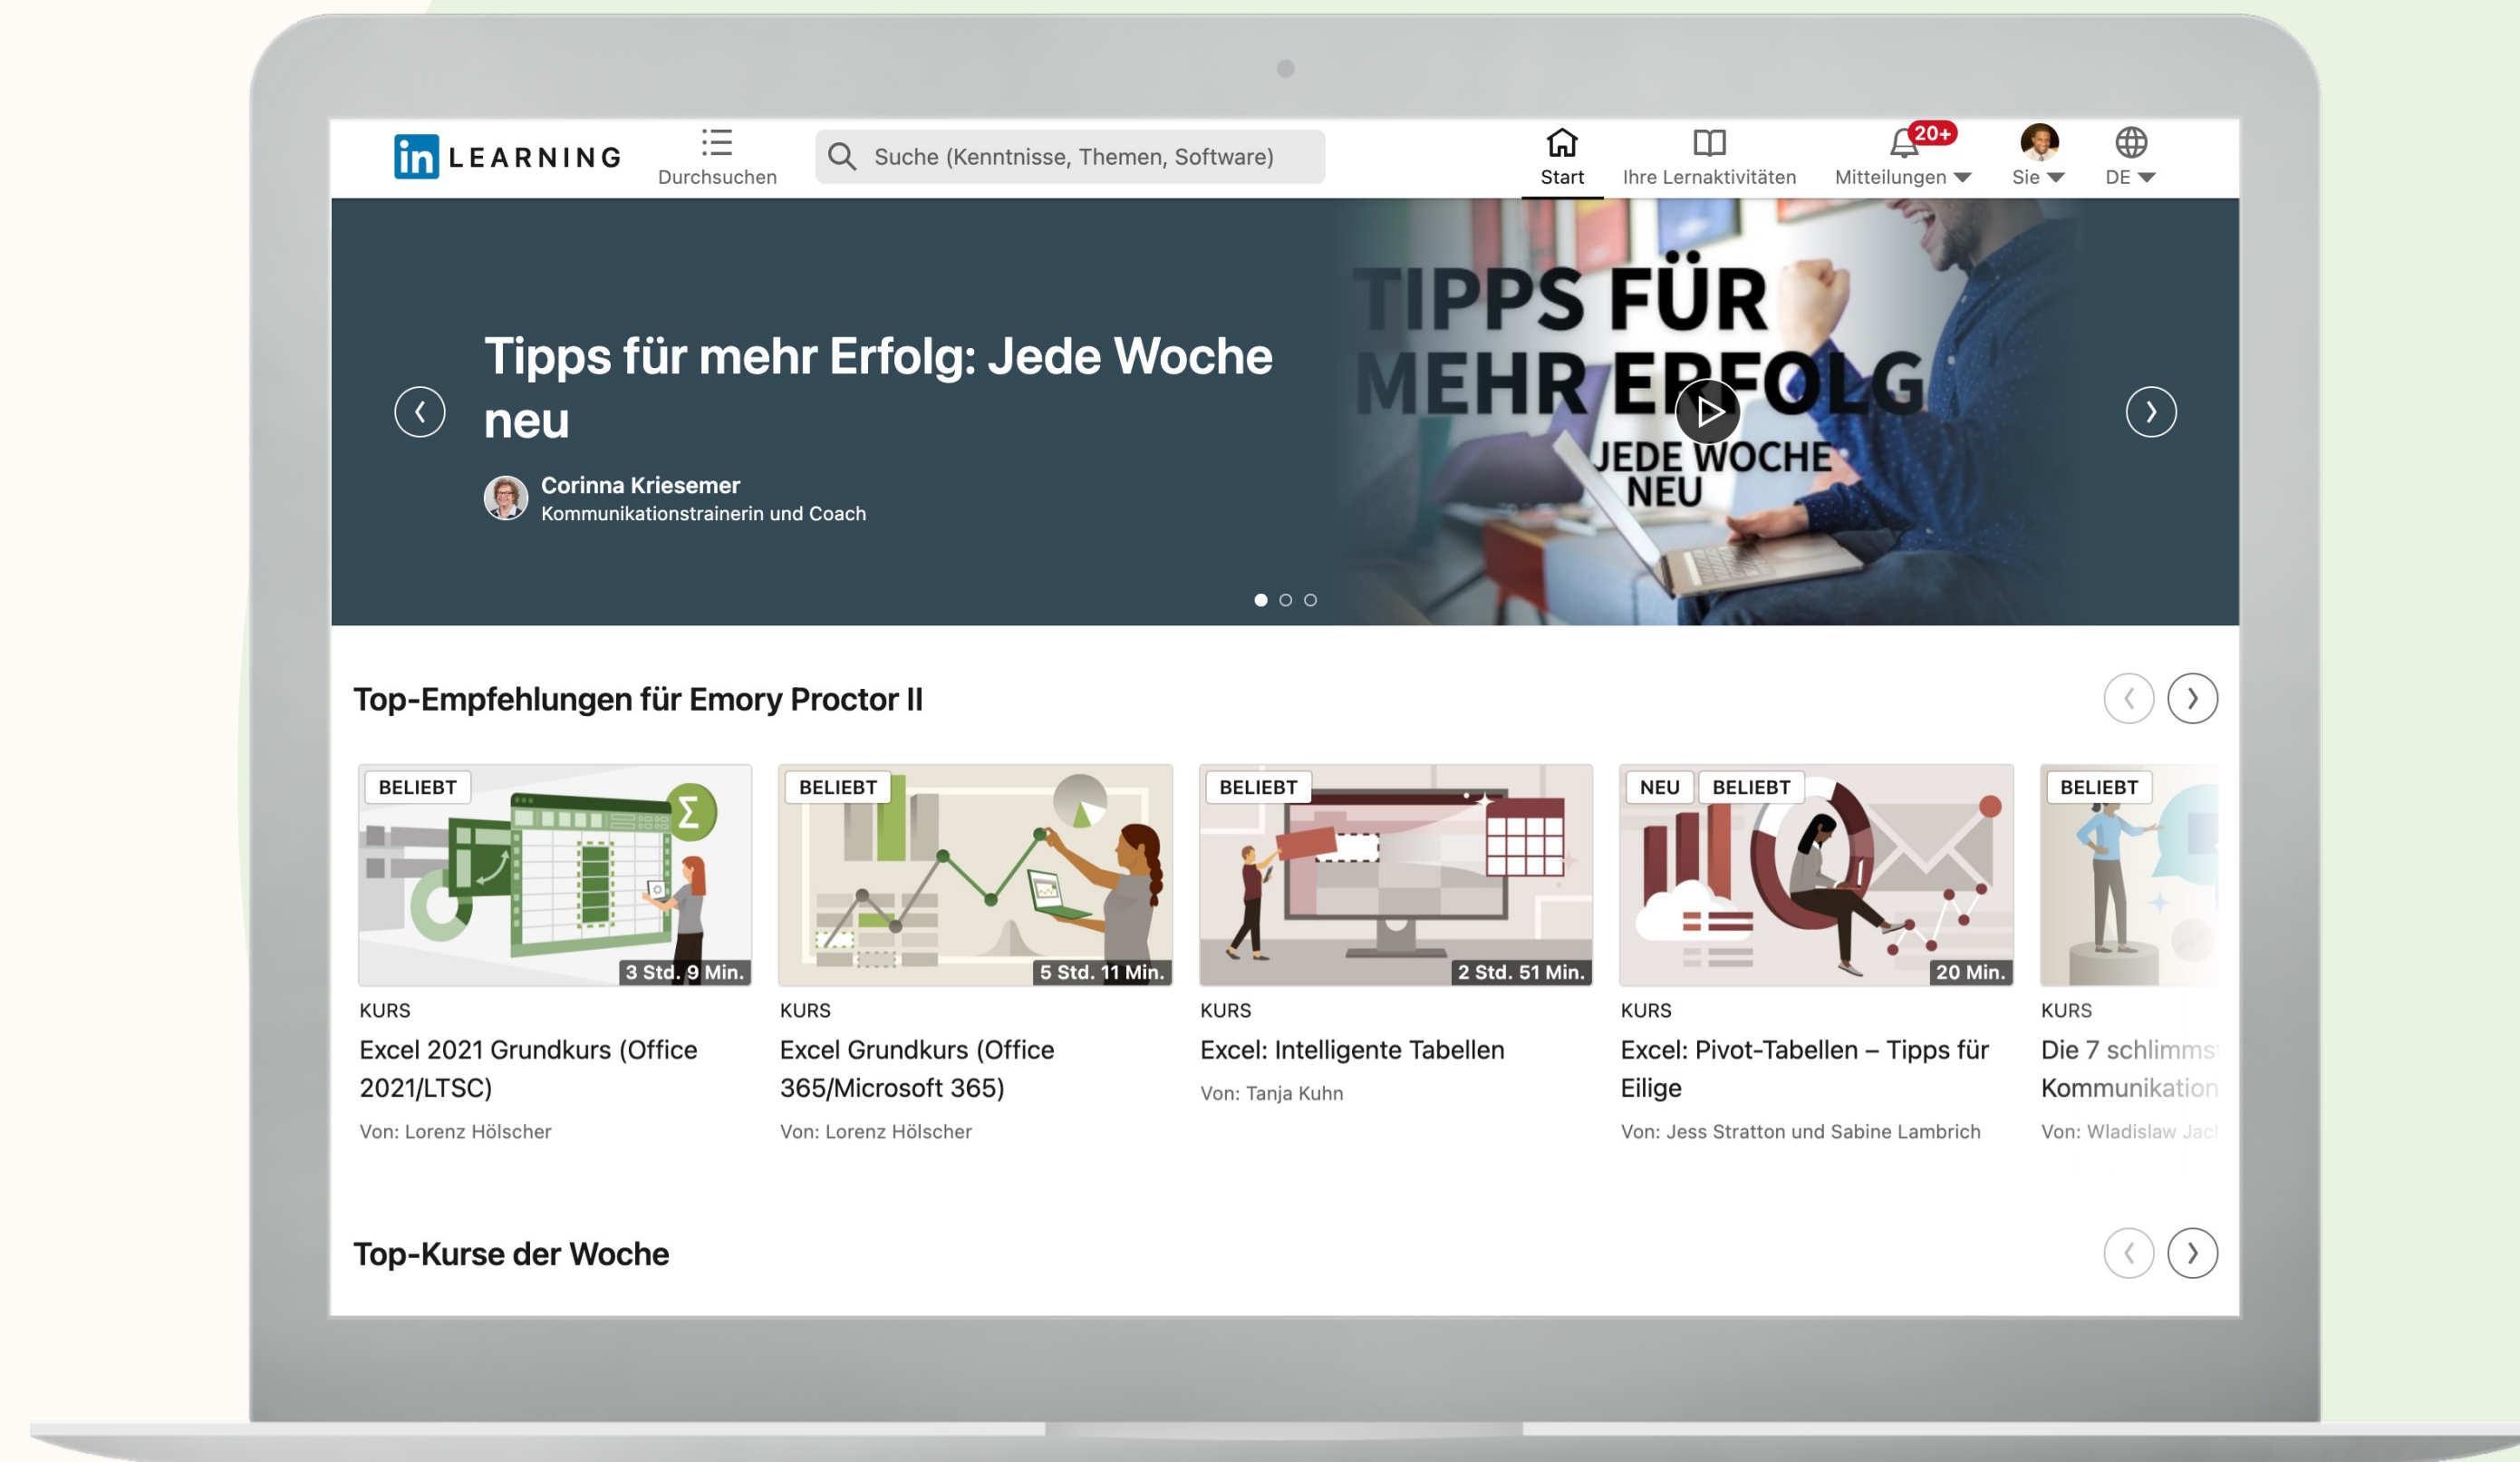 in LEARNING
Durchsuchen
Suche (Kenntnisse, Themen, Software)
Start
Ihre Lernaktivitäten
20+
Mitteilungen
Sie
DE
Tipps für mehr Erfolg: Jede Woche
neu
Corinna Kriesemer
Kommunikationstrainerin und Coach
TIPPS FÜR
MEHR ERFOLG
JEDE WOCHE
NEU
Top-Empfehlungen für Emory Proctor II
BELIEBT
3 Std. 9 Min.
KURS
Excel 2021 Grundkurs (Office
2021/LTSC)
Von: Lorenz Hölscher
BELIEBT
5 Std. 11 Min.
KURS
Excel Grundkurs (Office
365/Microsoft 365)
Von: Lorenz Hölscher
BELIEBT
2 Std. 51 Min.
KURS
Excel: Intelligente Tabellen
Von: Tanja Kuhn
NEU BELIEBT
20 Min.
KURS
Excel: Pivot-Tabellen – Tipps für
Eilige
Von: Jess Stratton und Sabine Lambrich
BELIEBT
KURS
Die 7
Kommunikation
Von: Wladislaw
Top-Kurse der Woche